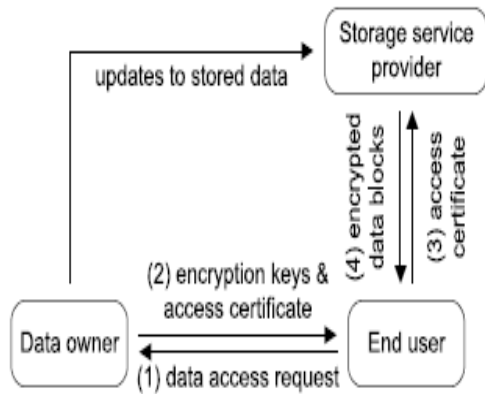 Storage service
provider
updates to stored data
(4) encrypted
data blocks
(3) access
certificate
(2) encryption keys &
access certificate
Data owner
End user
(1) data access request